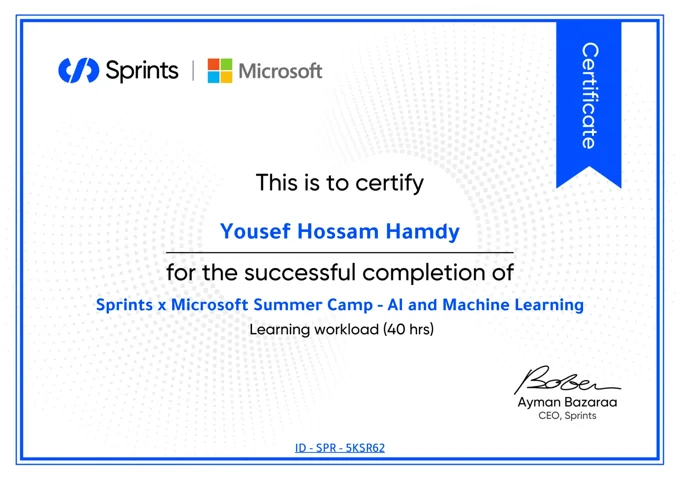 Sprints | Microsoft
Certificate
This is to certify
Yousef Hossam Hamdy
for the successful completion of
Sprints x Microsoft Summer Camp - AI and Machine Learning
Learning workload (40 hrs)
Ayman Bazaraa
CEO, Sprints
ID - SPR - 5KSR62